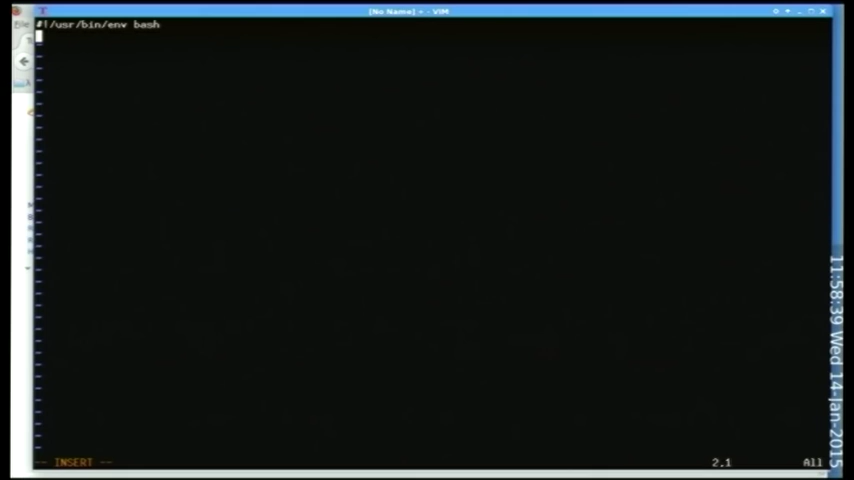 [No Name] + - VIM
#!/usr/bin/env bash
-- INSERT --
2,1
All
11:58:39 Wed 14-Jan-2015